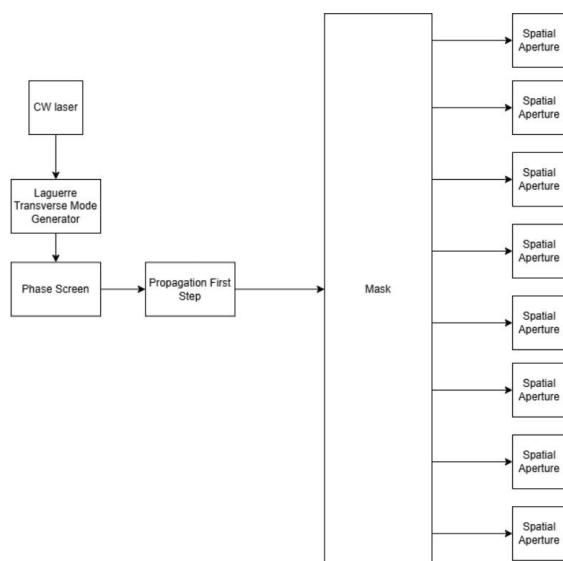 CW laser
Laguerre
Transverse Mode
Generator
Phase Screen
Propagation First
Step
Mask
Spatial
Aperture
Spatial
Aperture
Spatial
Aperture
Spatial
Aperture
Spatial
Aperture
Spatial
Aperture
Spatial
Aperture
Spatial
Aperture